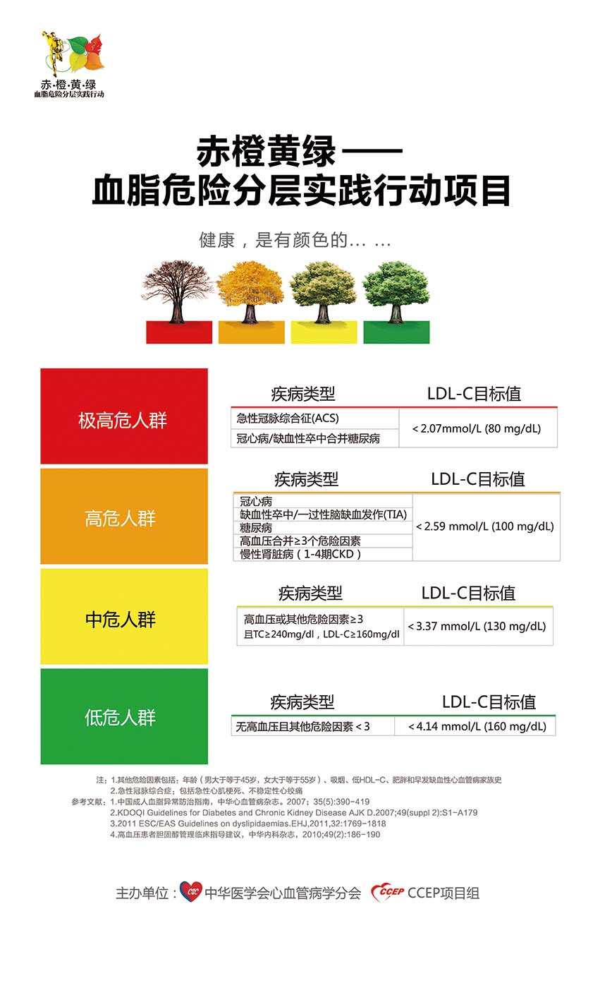 赤·橙·黄·绿
血脂危险分层实践行动
赤橙黄绿——
血脂危险分层实践行动项目
健康，是有颜色的... ...
极高危人群
疾病类型 LDL-C目标值
急性冠脉综合征(ACS)
冠心病/缺血性卒中合并糖尿病
<2.07mmol/L (80 mg/dL)
高危人群
疾病类型 LDL-C目标值
冠心病
缺血性卒中/一过性脑缺血发作(TIA)
糖尿病
高血压合并≥3个危险因素
慢性肾脏病（1-4期CKD）
<2.59 mmol/L (100 mg/dL)
中危人群
疾病类型 LDL-C目标值
高血压或其他危险因素≥3
且TC≥240mg/dl，LDL-C≥160mg/dl
<3.37 mmol/L (130 mg/dL)
低危人群
疾病类型 LDL-C目标值
无高血压且其他危险因素<3
<4.14 mmol/L (160 mg/dL)
注：1.其他危险因素包括：年龄（男大于等于45岁，女大于等于55岁）、吸烟、低HDL-C、肥胖和早发缺血性心血管病家族史
2.急性冠脉综合症：包括急性心肌梗死、不稳定性心绞痛
参考文献：1.中国成人血脂异常防治指南，中华心血管病杂志。2007；35(5):390-419
2.KDOQI Guidelines for Diabetes and Chronic Kidney Disease AJK D.2007;49(suppl 2):S1-A179
3.2011 ESC/EAS Guidelines on dyslipidaemias.EHJ,2011,32:1769-1818
4.高血压患者胆固醇管理临床指导建议，中华内科杂志，2010;49(2):186-190
主办单位：CSC 中华医学会心血管病学分会 CCEP CCEP项目组